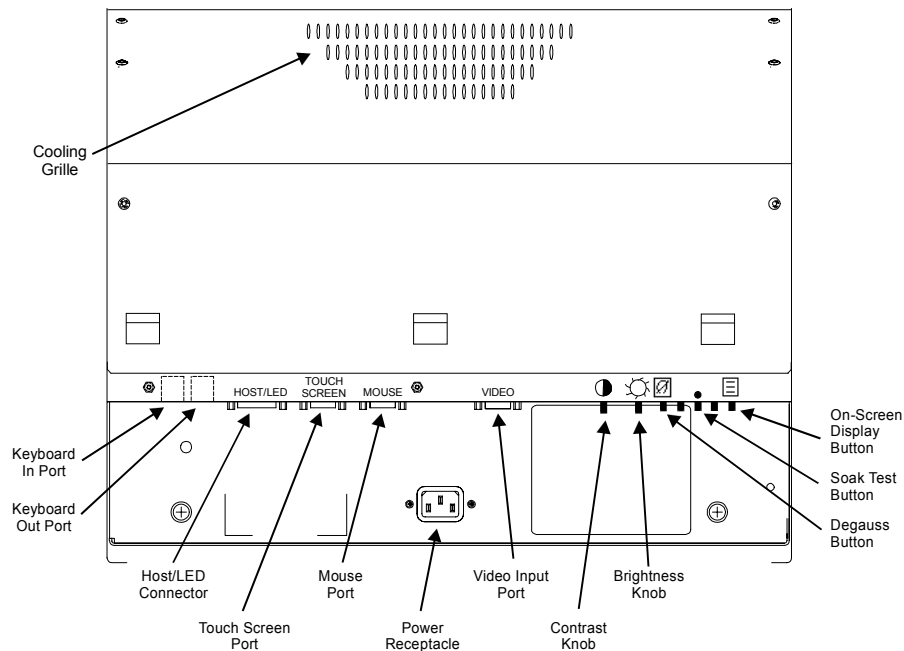 Cooling
Grille
HOST/LED
TOUCH
SCREEN
MOUSE
VIDEO
Keyboard
In Port
Keyboard
Out Port
On-Screen
Display
Button
Soak Test
Button
Degauss
Button
Host/LED
Connector
Mouse
Port
Video Input
Port
Brightness
Knob
Touch Screen
Port
Power
Receptacle
Contrast
Knob